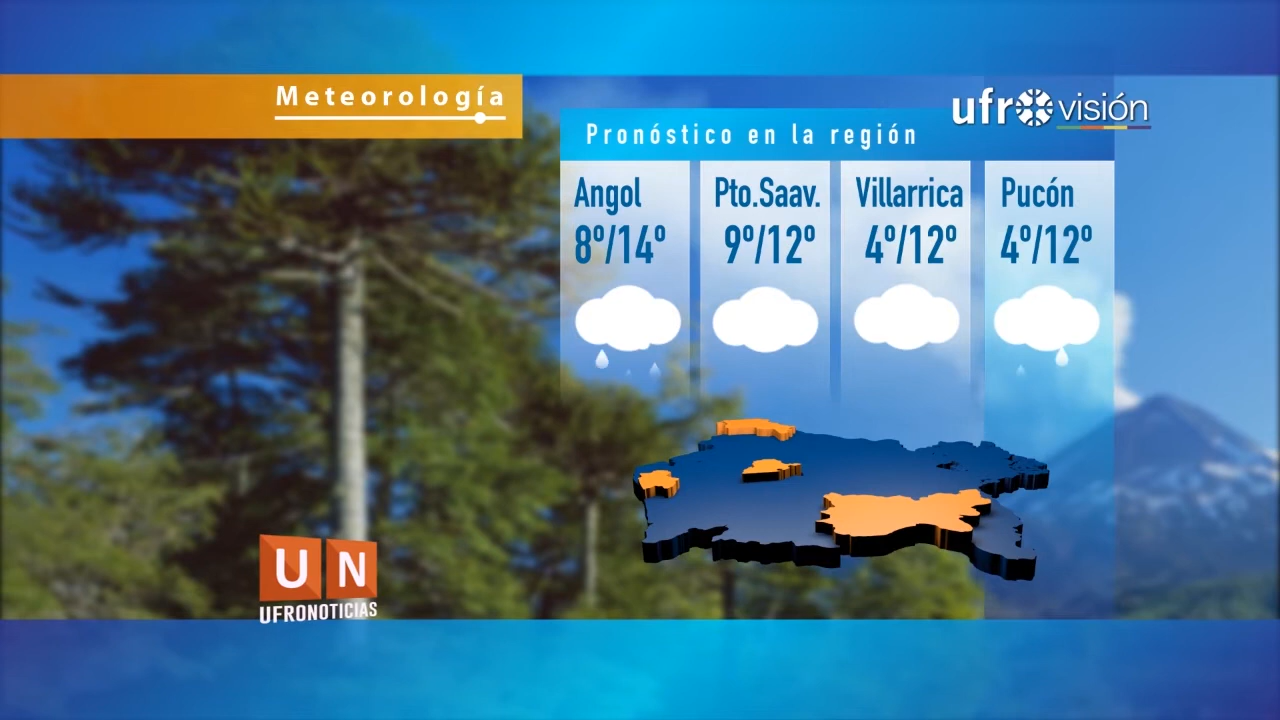 Meteorología
ufrovisión
Pronóstico en la región
Angol
8º/14º
Pto.Saav.
9º/12º
Villarrica
4º/12º
Pucón
4º/12º
UN
UFRONOTICIAS